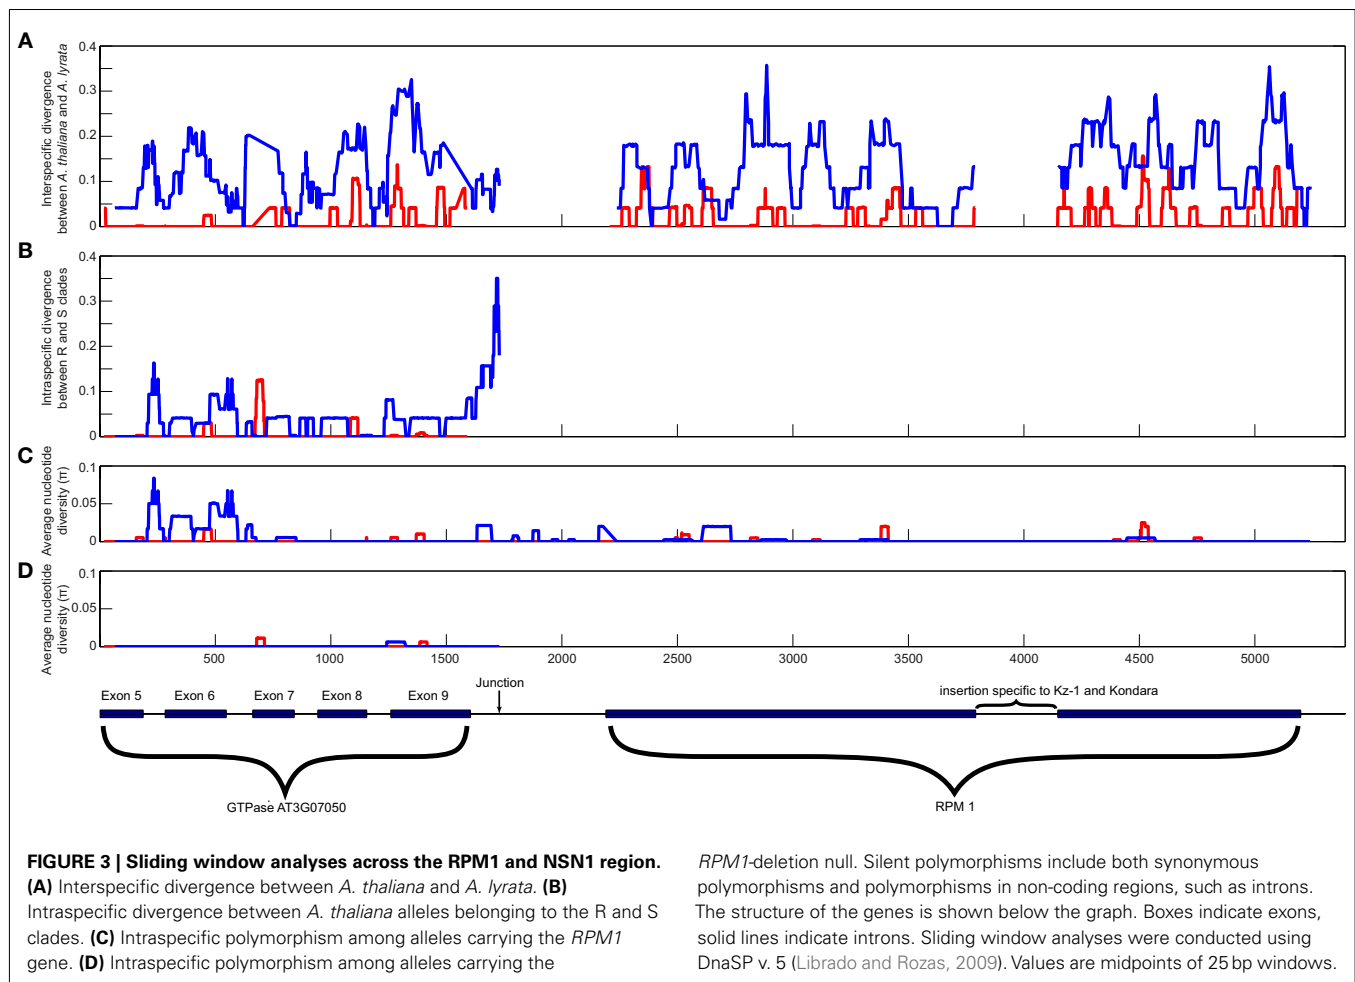 A
Interspecific divergence
between A. thaliana and A. lyrata
0.4
0.3
0.2
0.1
0
B
Intraspecific divergence
between R and S clades
0.4
0.3
0.2
0.1
0
C
Average nucleotide
diversity (π)
0.1
0.05
0
D
Average nucleotide
diversity (π)
0.1
0.05
0
500 1000 1500 2000 2500 3000 3500 4000 4500 5000
Exon 5 Exon 6 Exon 7 Exon 8 Exon 9 Junction insertion specific to Kz-1 and Kondara
GTPase AT3G07050 RPM 1
FIGURE 3 | Sliding window analyses across the RPM1 and NSN1 region.
(A) Interspecific divergence between A. thaliana and A. lyrata. (B)
Intraspecific divergence between A. thaliana alleles belonging to the R and S
clades. (C) Intraspecific polymorphism among alleles carrying the RPM1
gene. (D) Intraspecific polymorphism among alleles carrying the
RPM1-deletion null. Silent polymorphisms include both synonymous
polymorphisms and polymorphisms in non-coding regions, such as introns.
The structure of the genes is shown below the graph. Boxes indicate exons,
solid lines indicate introns. Sliding window analyses were conducted using
DnaSP v. 5 (Librado and Rozas, 2009). Values are midpoints of 25 bp windows.